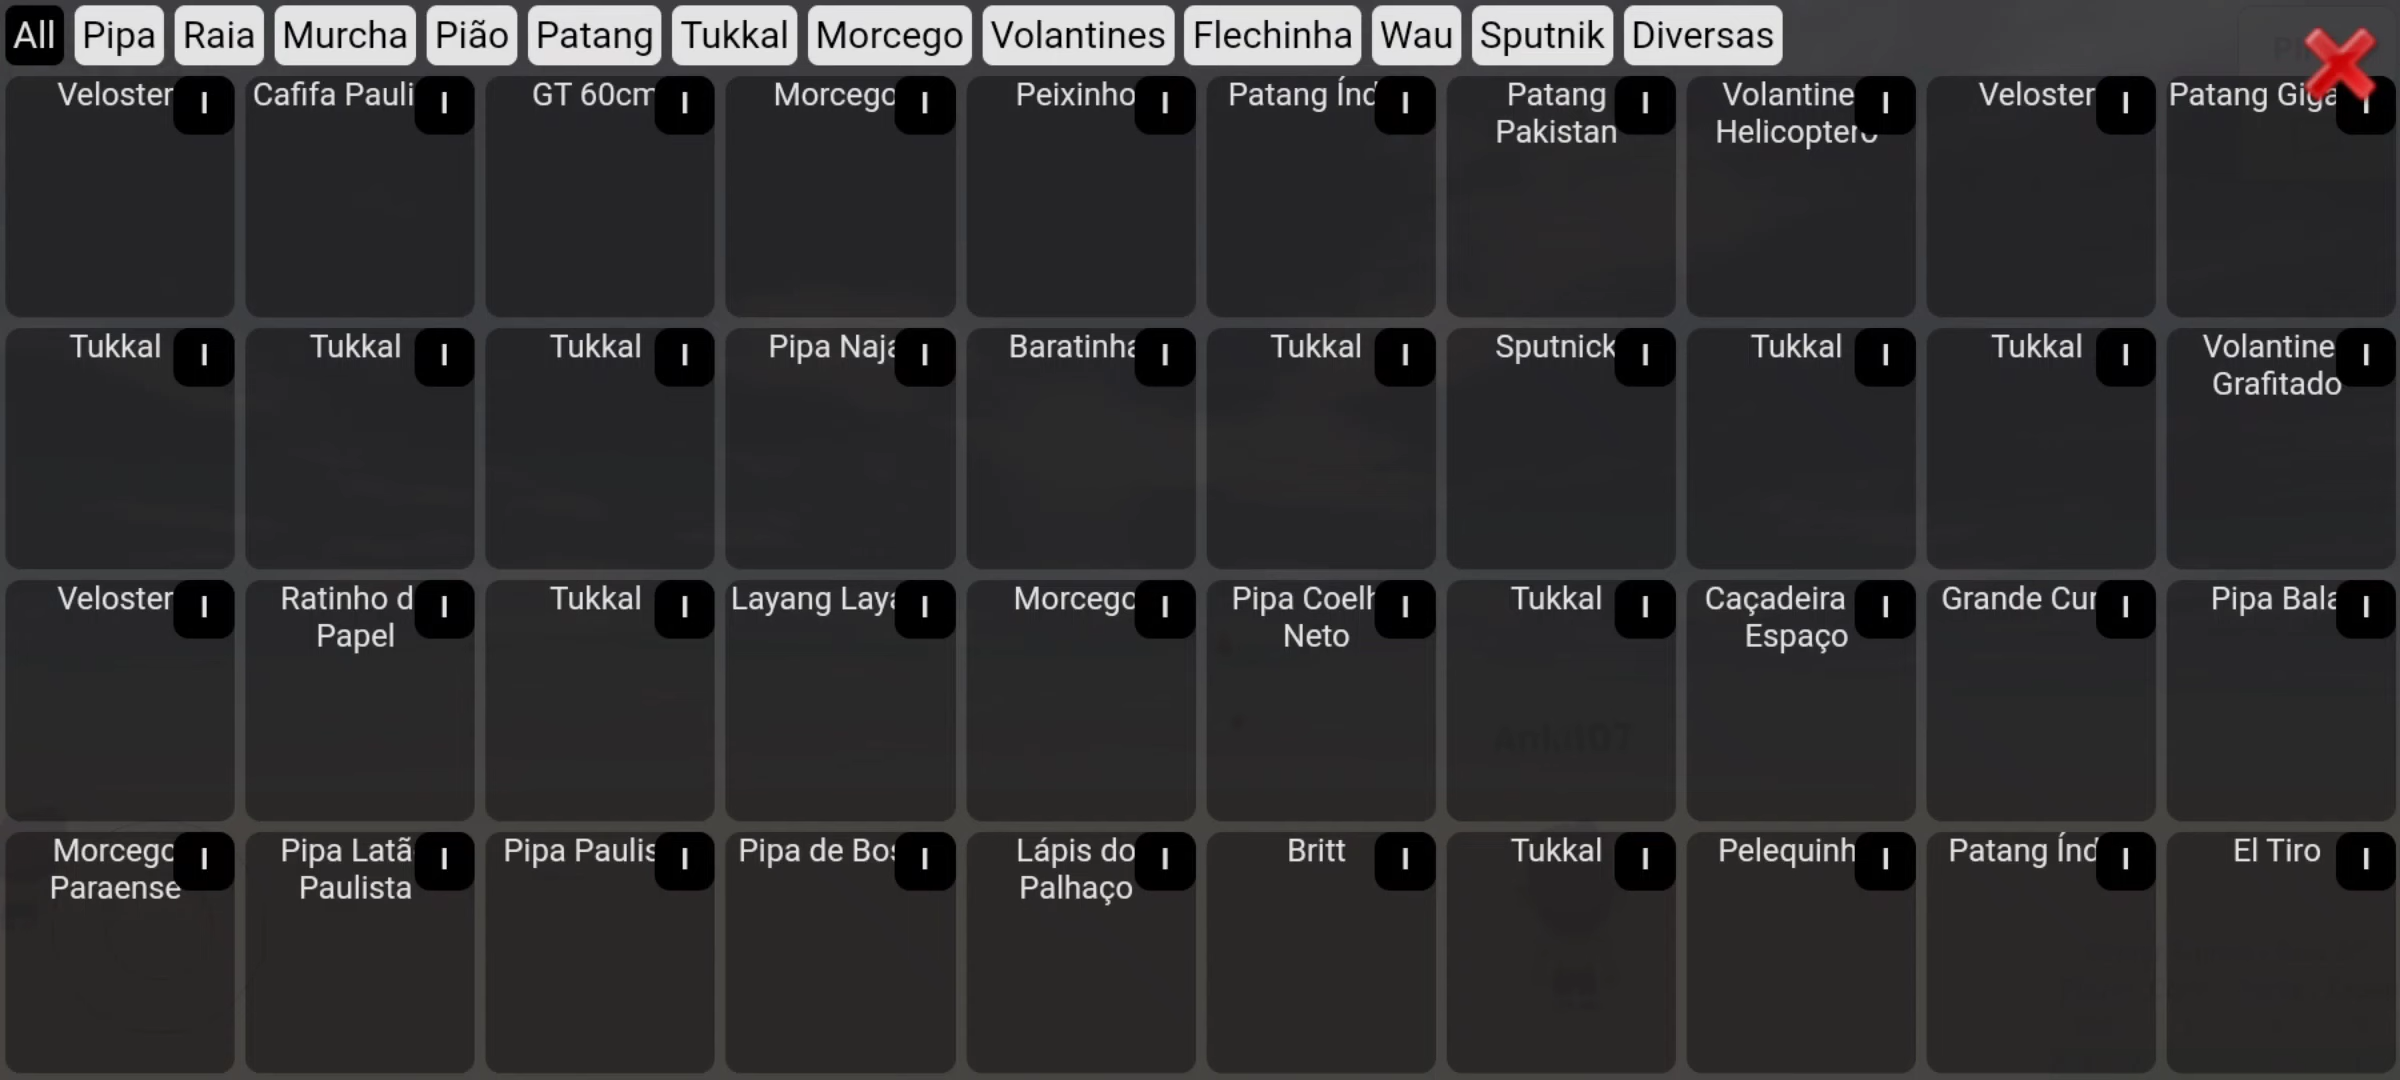 All Pipa Raia Murcha Pião Patang Tukkal Morcego Volantines Flechinha Wau Sputnik Diversas
Veloster I Cafifa Pauli I GT 60cm I Morcego I Peixinho I Patang Índ I Patang I Volantine I Veloster I Patang Giga I
Pakistan Helicoptero
Tukkal I Tukkal I Tukkal I Pipa Naja I Baratinha I Tukkal I Sputnick I Tukkal I Tukkal I Volantine I
Grafitado
Veloster I Ratinho d I Tukkal I Layang Laya I Morcego I Pipa Coelh I Tukkal I Caçadeira I Grande Cur I Pipa Bala I
Papel Neto Espaço
Morcego I Pipa Latã I Pipa Paulis I Pipa de Bos I Lápis do I Britt I Tukkal I Pelequinh I Patang Índ I El Tiro I
Paraense Paulista Palhaço